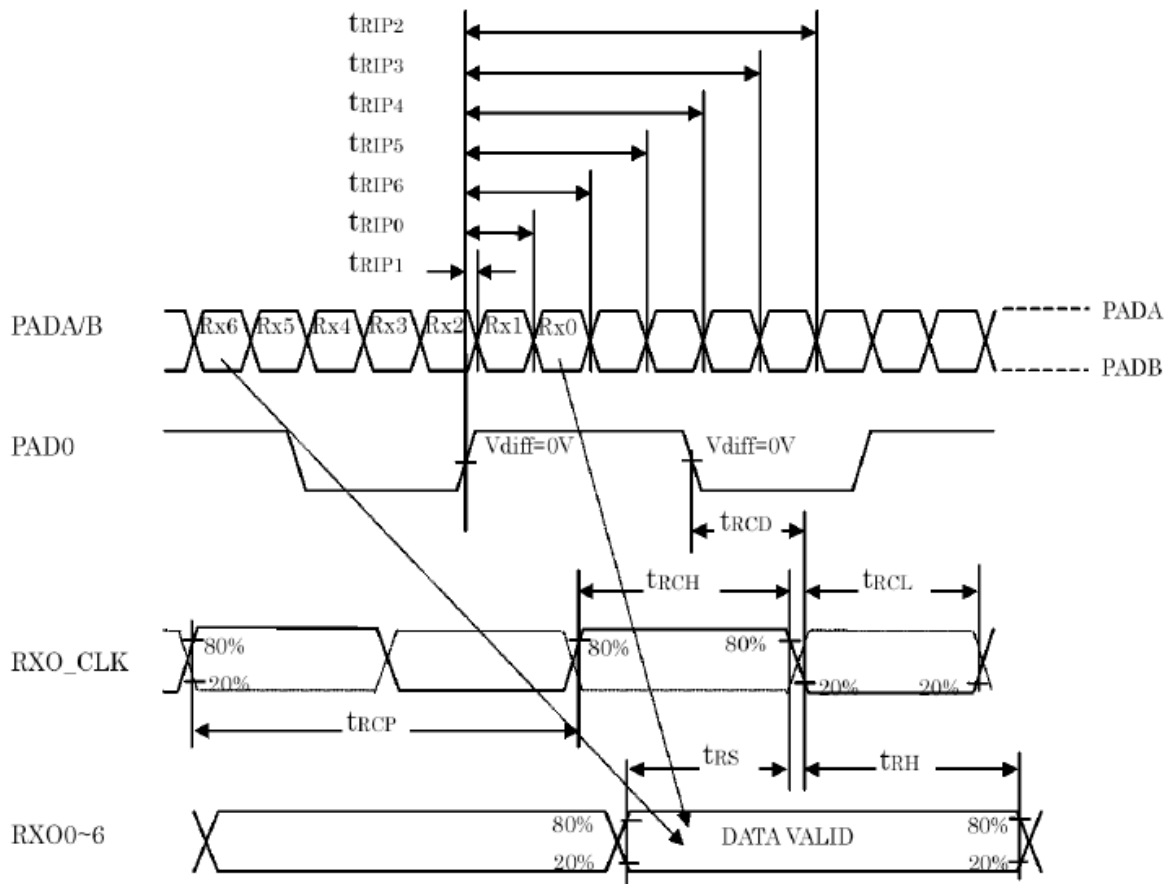 tRIP2
tRIP3
tRIP4
tRIP5
tRIP6
tRIP0
tRIP1
PADA/B
Rx6 Rx5 Rx4 Rx3 Rx2 Rx1 Rx0
PADA
PADB
PAD0
Vdiff=0V Vdiff=0V
tRCD
tRCH tRCL
RXO_CLK
80% 80% 80%
20% 20% 20%
tRCP
tRS tRH
RXO0~6
80% DATA VALID 80%
20% 20%